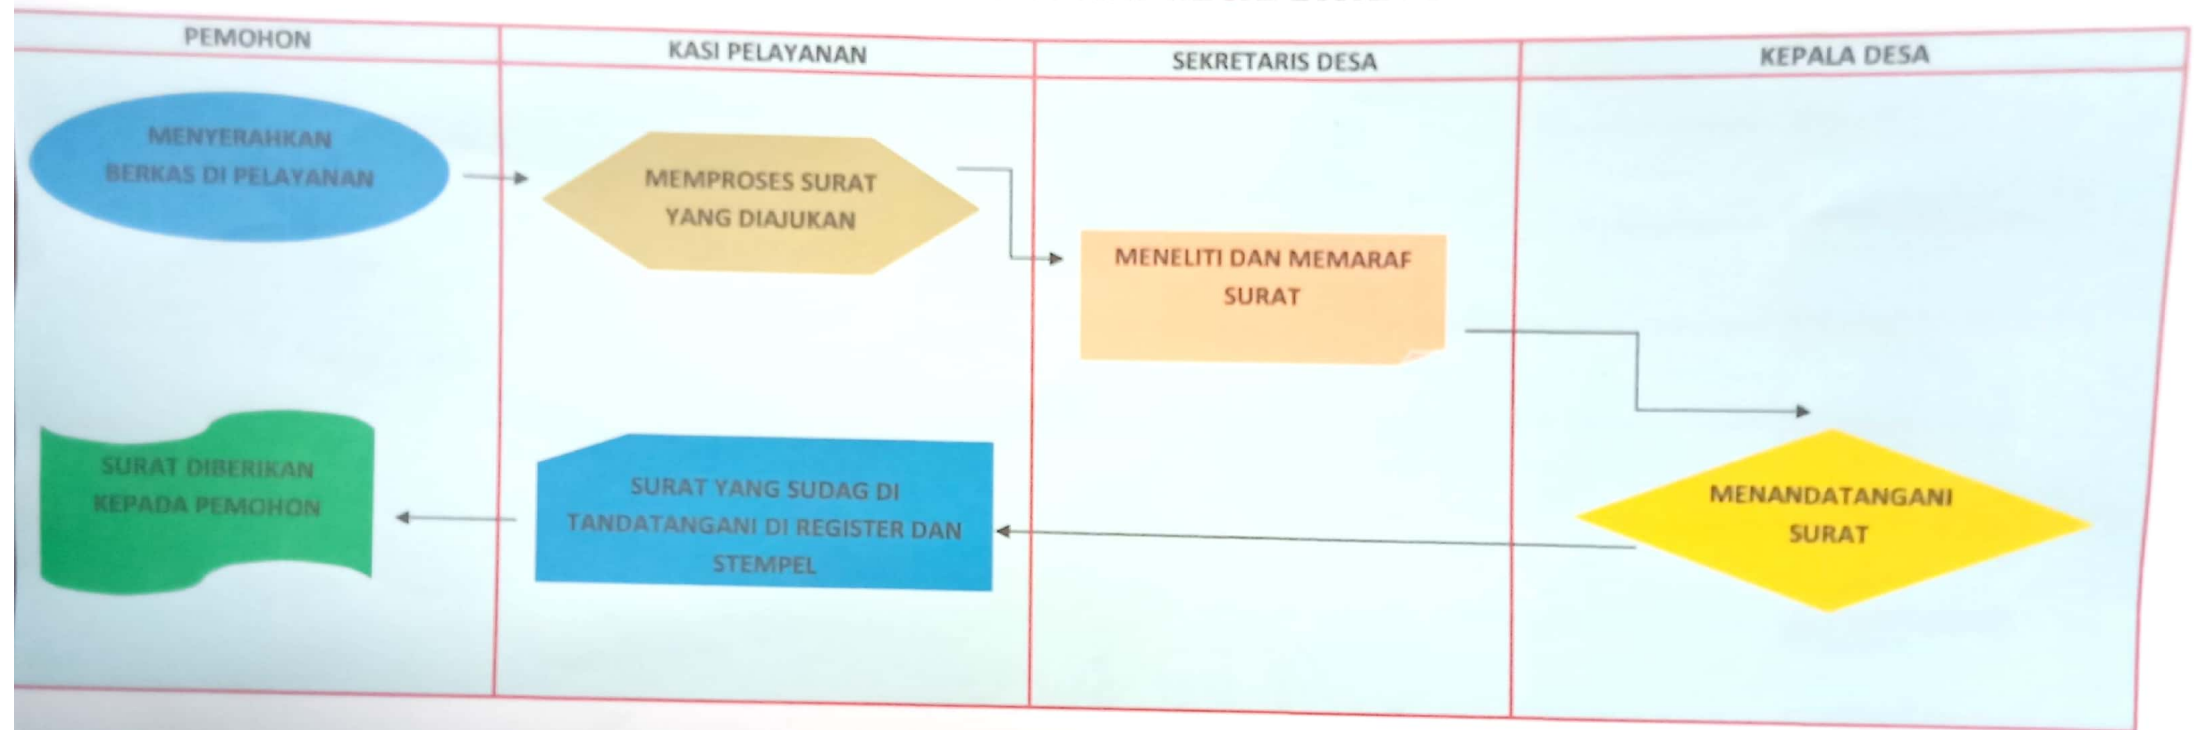 PEMOHON
KASI PELAYANAN
SEKRETARIS DESA
KEPALA DESA
MENYERAHKAN
BERKAS DI PELAYANAN
MEMPROSES SURAT
YANG DIAJUKAN
MENELITI DAN MEMARAF
SURAT
MENANDATANGANI
SURAT
SURAT YANG SUDAG DI
TANDATANGANI DI REGISTER DAN
STEMPEL
SURAT DIBERIKAN
KEPADA PEMOHON